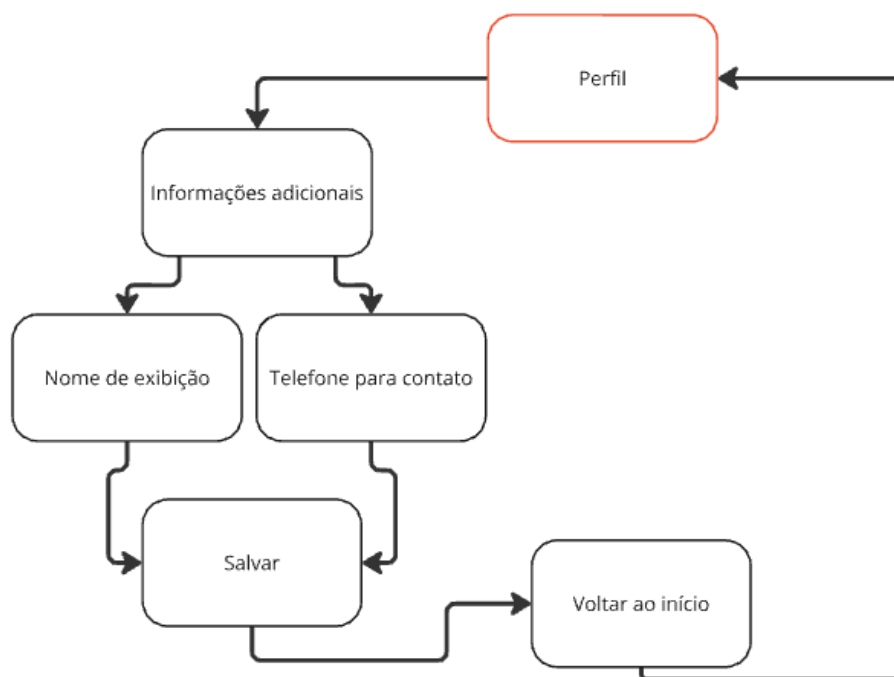 Perfil
Informações adicionais
Nome de exibição
Telefone para contato
Salvar
Voltar ao início